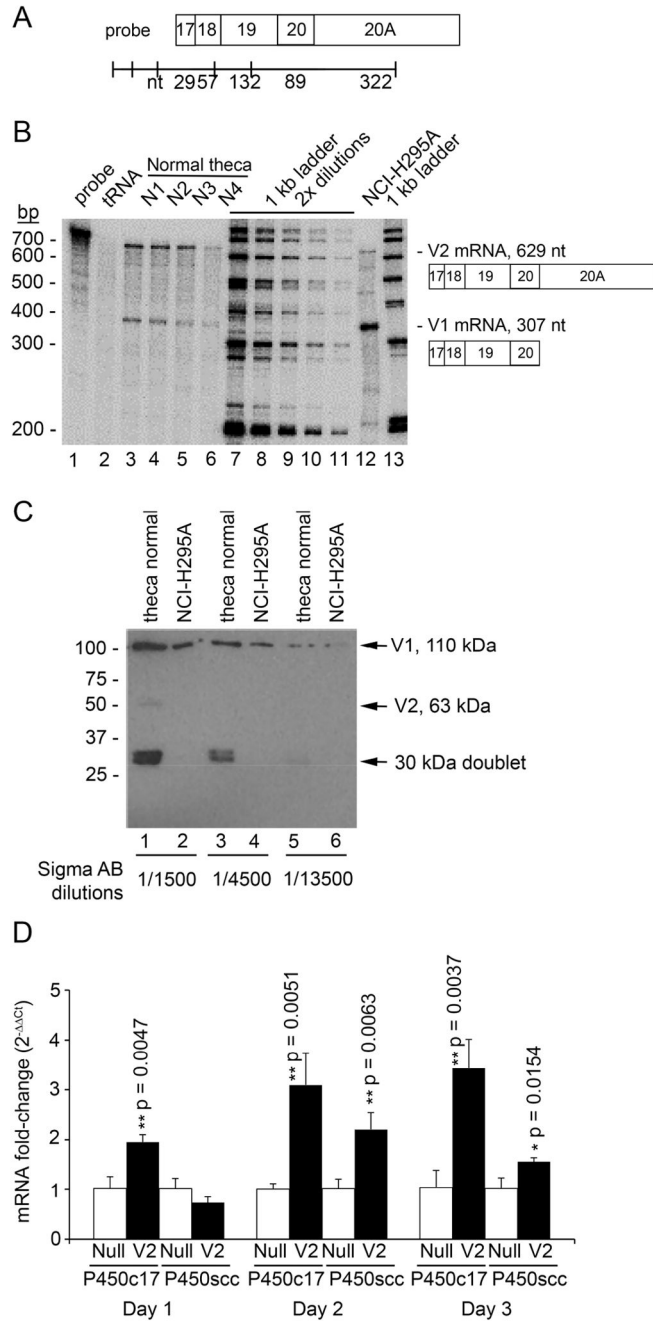 A
probe 17 18 19 20 20A
nt 29 57 132 89 322
B
probe tRNA Normal theca N1 N2 N3 N4 1 kb ladder 2x dilutions NCI-H295A 1 kb ladder
bp
700 -
600 -
500 -
400 -
300 -
200 -
- V2 mRNA, 629 nt
17 18 19 20 20A
- V1 mRNA, 307 nt
17 18 19 20
1 2 3 4 5 6 7 8 9 10 11 12 13
C
theca normal NCI-H295A theca normal NCI-H295A theca normal NCI-H295A
100 -
75 -
50 -
37 -
25 -
V1, 110 kDa
V2, 63 kDa
30 kDa doublet
1 2 3 4 5 6
Sigma AB
dilutions
1/1500 1/4500 1/13500
D
mRNA fold-change (2-ΔΔCt)
5
4
3
2
1
0
** p = 0.0047
** p = 0.0051
** p = 0.0063
** p = 0.0037
* p = 0.0154
Null V2 Null V2 Null V2 Null V2 Null V2 Null V2
P450c17 P450scc P450c17 P450scc P450c17 P450scc
Day 1 Day 2 Day 3